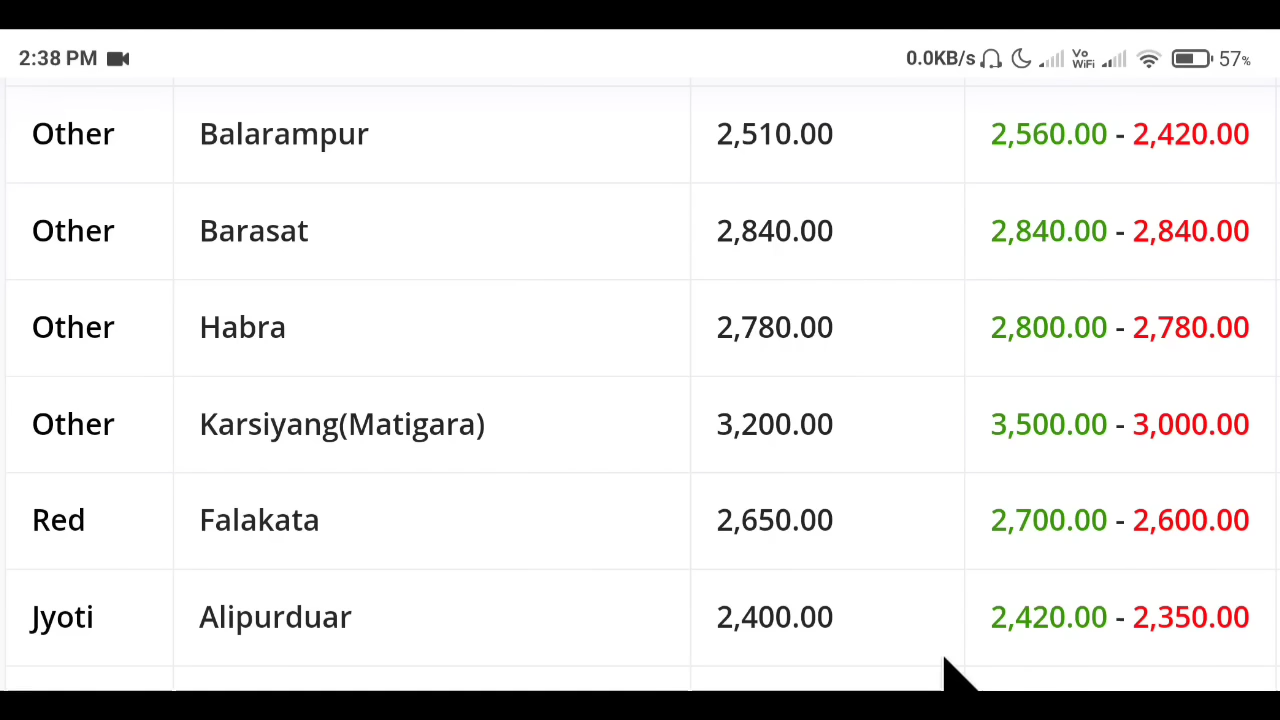 2:38 PM 0.0KB/s Vo WiFi 57%
Other Balarampur 2,510.00 2,560.00 - 2,420.00
Other Barasat 2,840.00 2,840.00 - 2,840.00
Other Habra 2,780.00 2,800.00 - 2,780.00
Other Karsiyang(Matigara) 3,200.00 3,500.00 - 3,000.00
Red Falakata 2,650.00 2,700.00 - 2,600.00
Jyoti Alipurduar 2,400.00 2,420.00 - 2,350.00